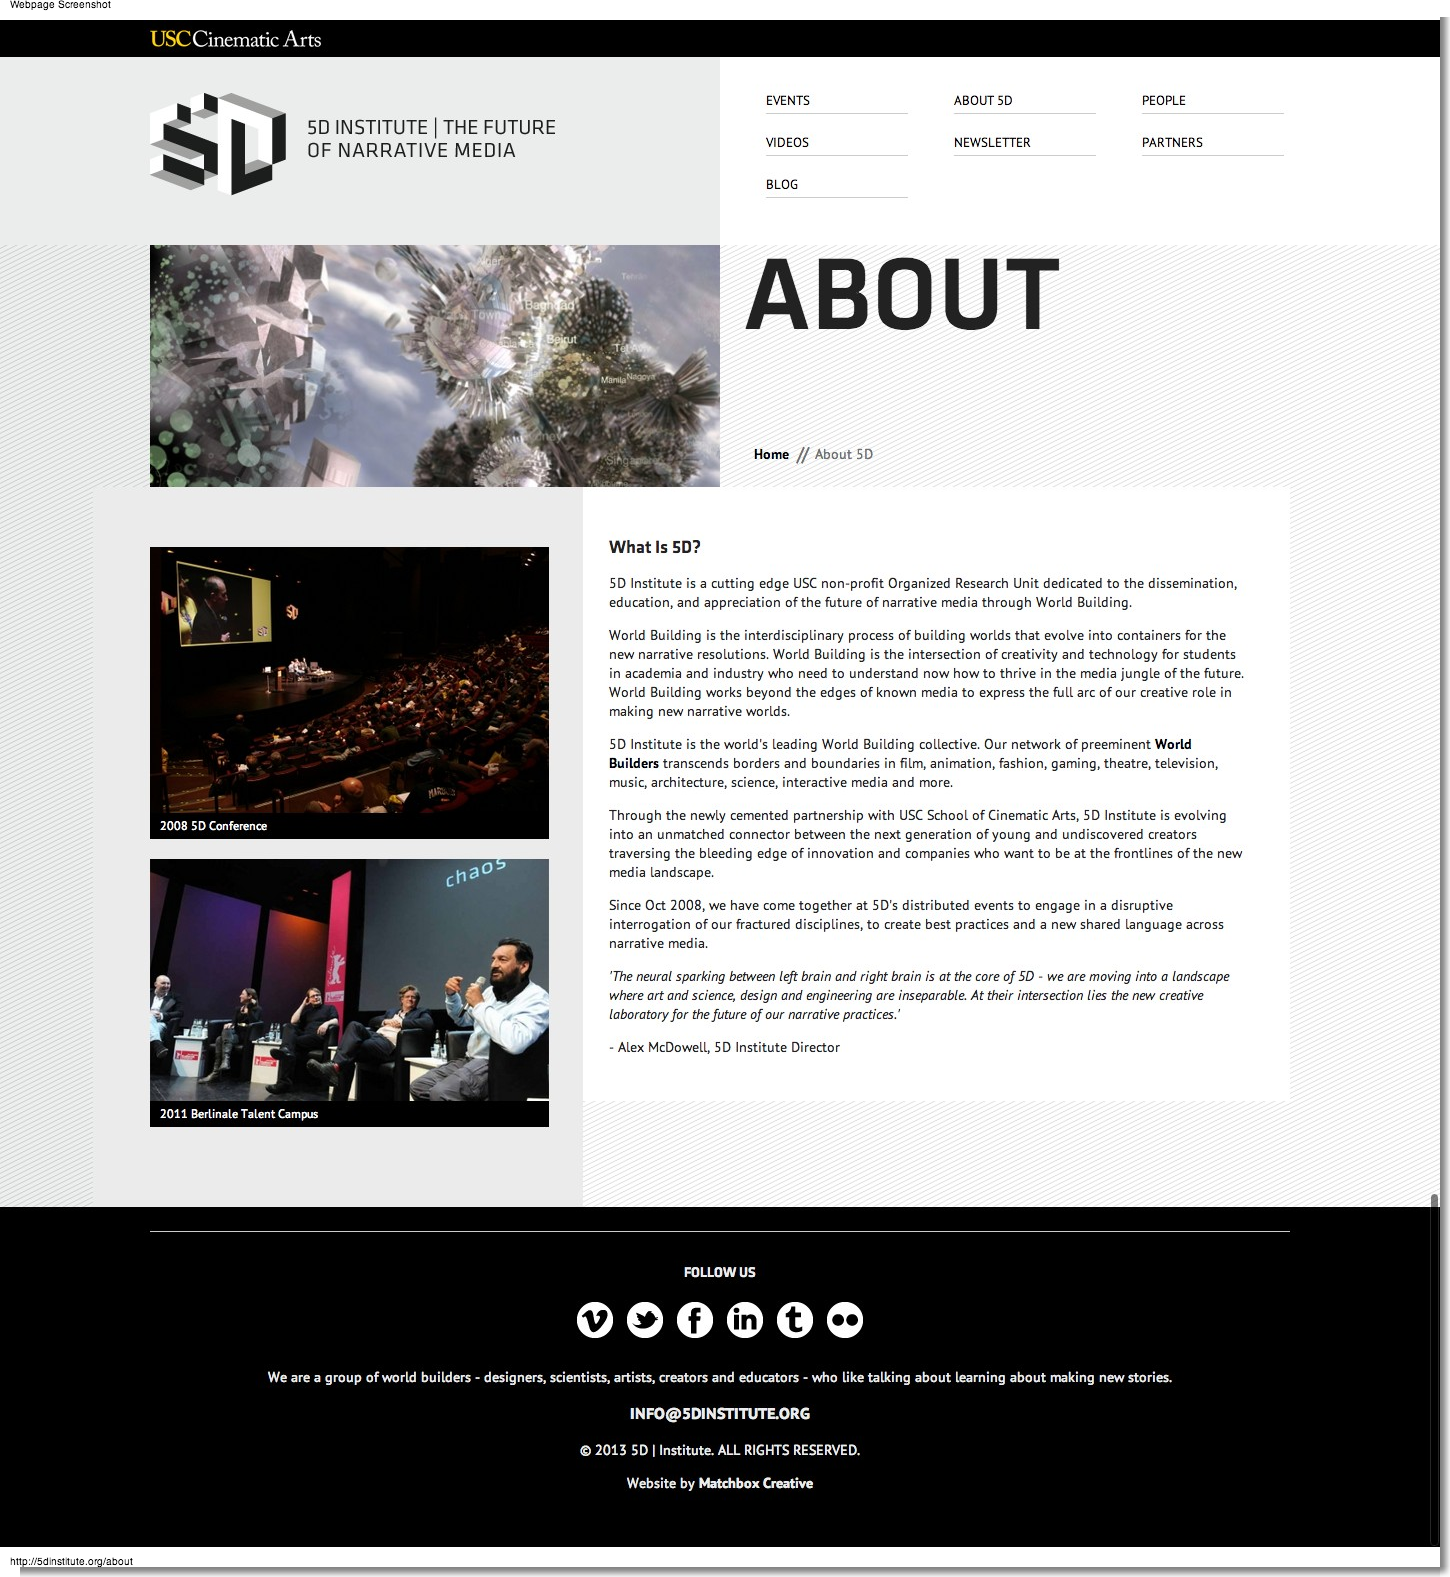 Webpage Screenshot
USC Cinematic Arts
5D
5D INSTITUTE | THE FUTURE
OF NARRATIVE MEDIA
EVENTS
ABOUT 5D
PEOPLE
VIDEOS
NEWSLETTER
PARTNERS
BLOG
Baghdad
Town
Beirut
Tel Aviv
Manila
Nagoya
ABOUT
Home // About 5D
5D
MARQUIS
2008 5D Conference
chaos
2011 Berlinale Talent Campus
What Is 5D?
5D Institute is a cutting edge USC non-profit Organized Research Unit dedicated to the dissemination,
education, and appreciation of the future of narrative media through World Building.
World Building is the interdisciplinary process of building worlds that evolve into containers for the
new narrative resolutions. World Building is the intersection of creativity and technology for students
in academia and industry who need to understand now how to thrive in the media jungle of the future.
World Building works beyond the edges of known media to express the full arc of our creative role in
making new narrative worlds.
5D Institute is the world's leading World Building collective. Our network of preeminent World
Builders transcends borders and boundaries in film, animation, fashion, gaming, theatre, television,
music, architecture, science, interactive media and more.
Through the newly cemented partnership with USC School of Cinematic Arts, 5D Institute is evolving
into an unmatched connector between the next generation of young and undiscovered creators
traversing the bleeding edge of innovation and companies who want to be at the frontlines of the new
media landscape.
Since Oct 2008, we have come together at 5D's distributed events to engage in a disruptive
interrogation of our fractured disciplines, to create best practices and a new shared language across
narrative media.
'The neural sparking between left brain and right brain is at the core of 5D - we are moving into a landscape
where art and science, design and engineering are inseparable. At their intersection lies the new creative
laboratory for the future of our narrative practices.'
- Alex McDowell, 5D Institute Director
FOLLOW US
We are a group of world builders - designers, scientists, artists, creators and educators - who like talking about learning about making new stories.
INFO@5DINSTITUTE.ORG
© 2013 5D | Institute. ALL RIGHTS RESERVED.
Website by Matchbox Creative
http://5dinstitute.org/about